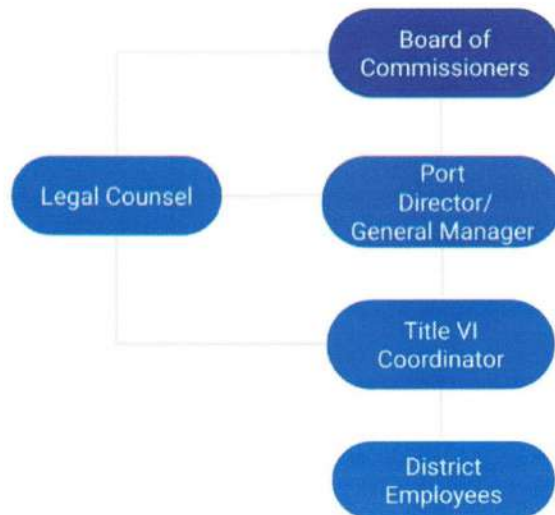 Board of
Commissioners
Legal Counsel
Port
Director/
General Manager
Title VI
Coordinator
District
Employees